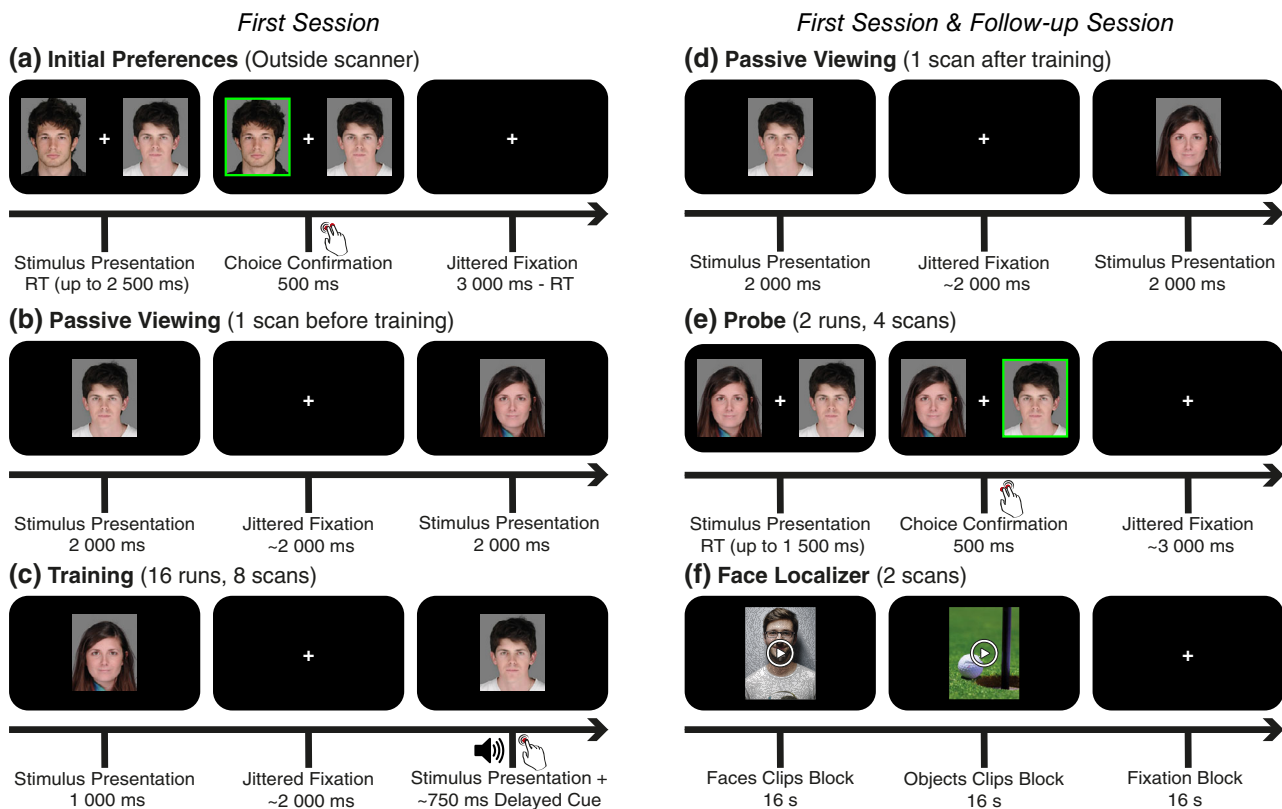 First Session
(a) Initial Preferences (Outside scanner)
+
+
+
Stimulus Presentation
RT (up to 2 500 ms)
Choice Confirmation
500 ms
Jittered Fixation
3 000 ms - RT
(b) Passive Viewing (1 scan before training)
+
Stimulus Presentation
2 000 ms
Jittered Fixation
~2 000 ms
Stimulus Presentation
2 000 ms
(c) Training (16 runs, 8 scans)
+
Stimulus Presentation
1 000 ms
Jittered Fixation
~2 000 ms
Stimulus Presentation +
~750 ms Delayed Cue
First Session & Follow-up Session
(d) Passive Viewing (1 scan after training)
+
Stimulus Presentation
2 000 ms
Jittered Fixation
~2 000 ms
Stimulus Presentation
2 000 ms
(e) Probe (2 runs, 4 scans)
+
+
+
Stimulus Presentation
RT (up to 1 500 ms)
Choice Confirmation
500 ms
Jittered Fixation
~3 000 ms
(f) Face Localizer (2 scans)
+
Faces Clips Block
16 s
Objects Clips Block
16 s
Fixation Block
16 s